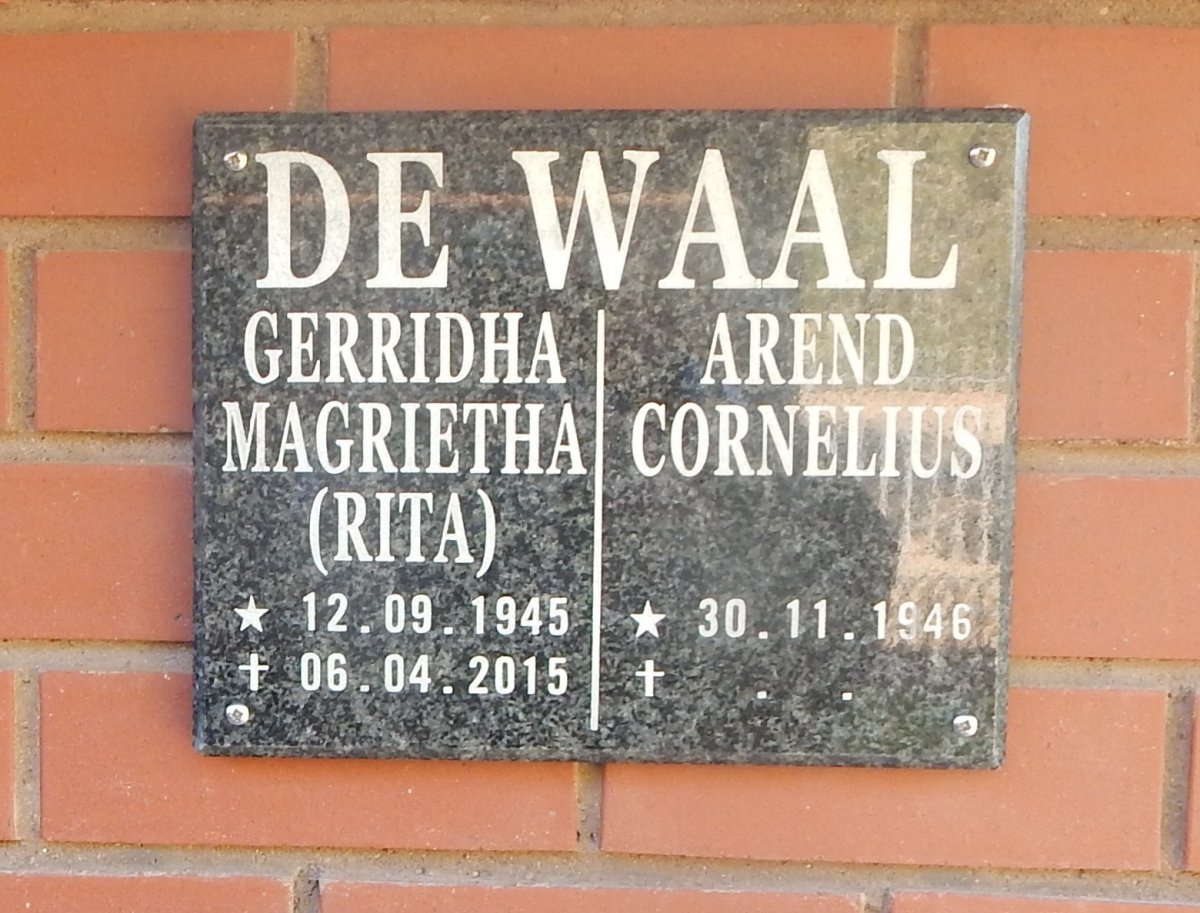 DE WAAL
GERRIDHA
MAGRIETHA
(RITA)
★ 12.09.1945
✝ 06.04.2015
AREND
CORNELIUS
★ 30.11.1946
✝ . .